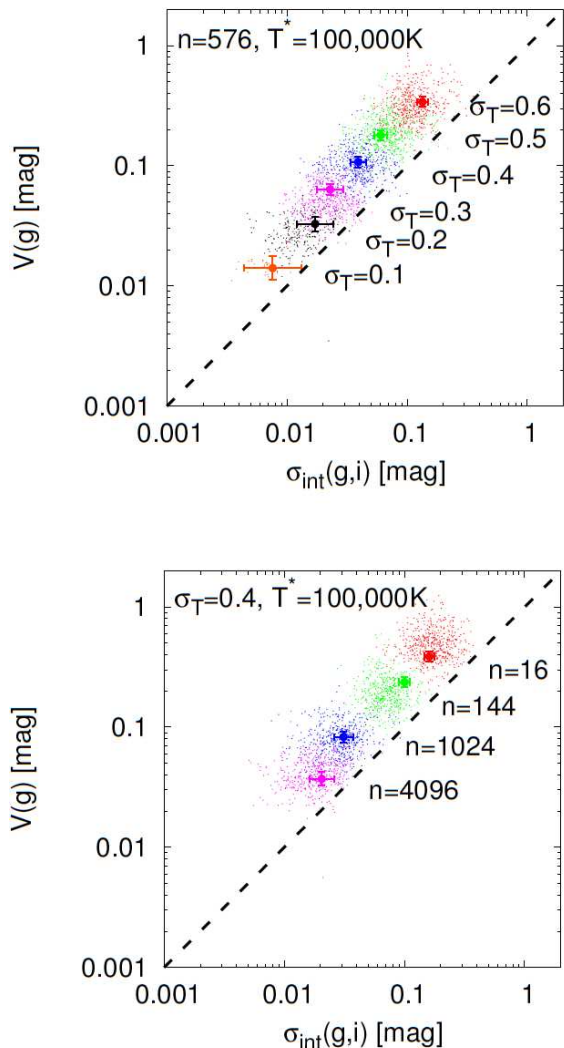 n=576, T*=100,000K
1
0.1
0.01
0.001
V(g) [mag]
σT=0.6
σT=0.5
σT=0.4
σT=0.3
σT=0.2
σT=0.1
0.001 0.01 0.1 1
σint(g,i) [mag]
σT=0.4, T*=100,000K
1
0.1
0.01
0.001
V(g) [mag]
n=16
n=144
n=1024
n=4096
0.001 0.01 0.1 1
σint(g,i) [mag]